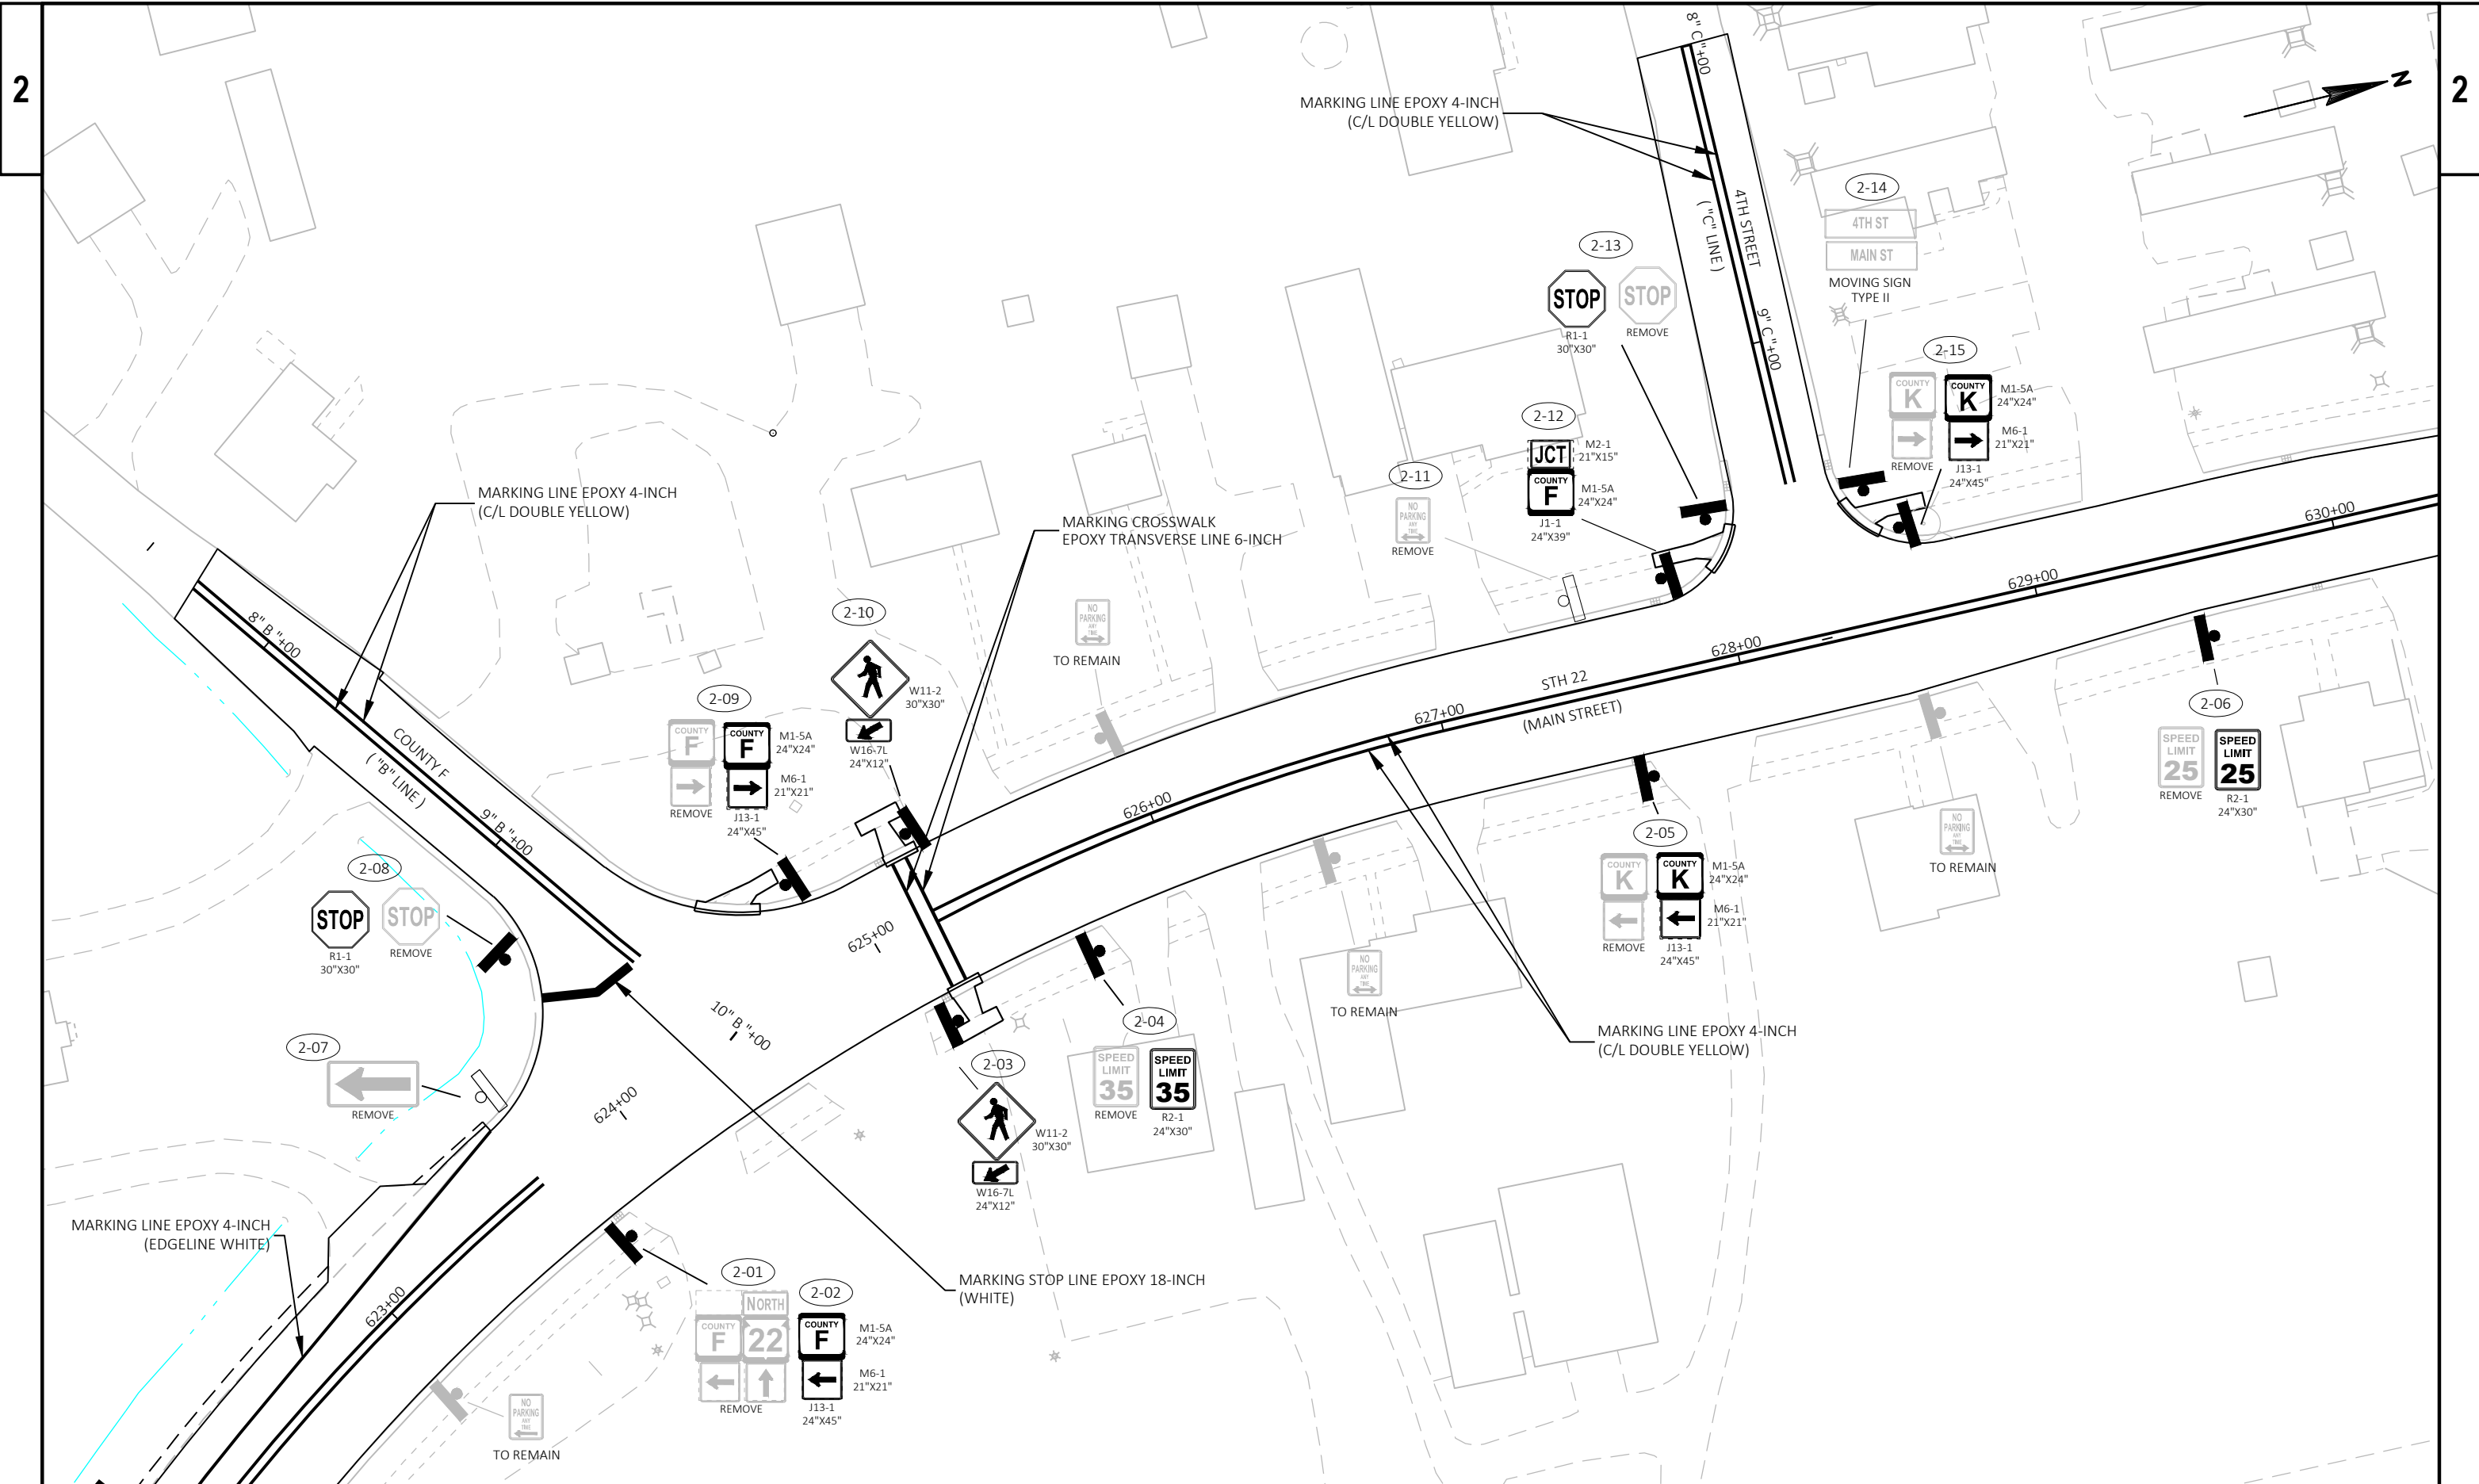 2
2
N
8"C"+00
MARKING LINE EPOXY 4-INCH
(C/L DOUBLE YELLOW)
4TH STREET
("C" LINE)
9"C"+00
2-14
4TH ST
MAIN ST
MOVING SIGN
TYPE II
2-13
STOP
STOP
R1-1
30"X30"
REMOVE
2-15
COUNTY
K
REMOVE
COUNTY
K
M1-5A
24"X24"
M6-1
21"X21"
J13-1
24"X45"
2-12
JCT
M2-1
21"X15"
COUNTY
F
M1-5A
24"X24"
J1-1
24"X39"
2-11
NO
PARKING
ANY
TIME
REMOVE
MARKING LINE EPOXY 4-INCH
(C/L DOUBLE YELLOW)
MARKING CROSSWALK
EPOXY TRANSVERSE LINE 6-INCH
630+00
629+00
628+00
627+00
626+00
625+00
624+00
623+00
STH 22
(MAIN STREET)
8"B"+00
COUNTY F
("B" LINE)
9"B"+00
10"B"+00
NO
PARKING
ANY
TIME
TO REMAIN
2-10
W11-2
30"X30"
W16-7L
24"X12"
2-09
COUNTY
F
REMOVE
COUNTY
F
M1-5A
24"X24"
M6-1
21"X21"
J13-1
24"X45"
2-06
SPEED
LIMIT
25
REMOVE
SPEED
LIMIT
25
R2-1
24"X30"
2-05
COUNTY
K
REMOVE
COUNTY
K
M1-5A
24"X24"
M6-1
21"X21"
J13-1
24"X45"
NO
PARKING
ANY
TIME
TO REMAIN
2-08
STOP
STOP
R1-1
30"X30"
REMOVE
NO
PARKING
ANY
TIME
TO REMAIN
2-07
REMOVE
2-04
SPEED
LIMIT
35
REMOVE
SPEED
LIMIT
35
R2-1
24"X30"
2-03
W11-2
30"X30"
W16-7L
24"X12"
MARKING LINE EPOXY 4-INCH
(C/L DOUBLE YELLOW)
MARKING LINE EPOXY 4-INCH
(EDGELINE WHITE)
MARKING STOP LINE EPOXY 18-INCH
(WHITE)
2-01
NORTH
COUNTY
F
22
REMOVE
2-02
COUNTY
F
M1-5A
24"X24"
M6-1
21"X21"
J13-1
24"X45"
NO
PARKING
ANY
TIME
TO REMAIN